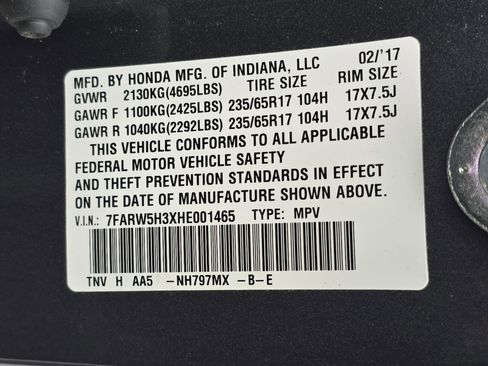 MFD. BY HONDA MFG. OF INDIANA, LLC 02/'17
GVWR 2130KG(4695LBS) TIRE SIZE RIM SIZE
GAWR F 1100KG(2425LBS) 235/65R17 104H 17X7.5J
GAWR R 1040KG(2292LBS) 235/65R17 104H 17X7.5J
THIS VEHICLE CONFORMS TO ALL APPLICABLE
FEDERAL MOTOR VEHICLE SAFETY
AND THEFT PREVENTION STANDARDS IN EFFECT
ON THE DATE OF MANUFACTURE SHOWN ABOVE.
V.I.N.: 7FARW5H3XHE001465 TYPE: MPV
TNV H AA5 -NH797MX -B-E